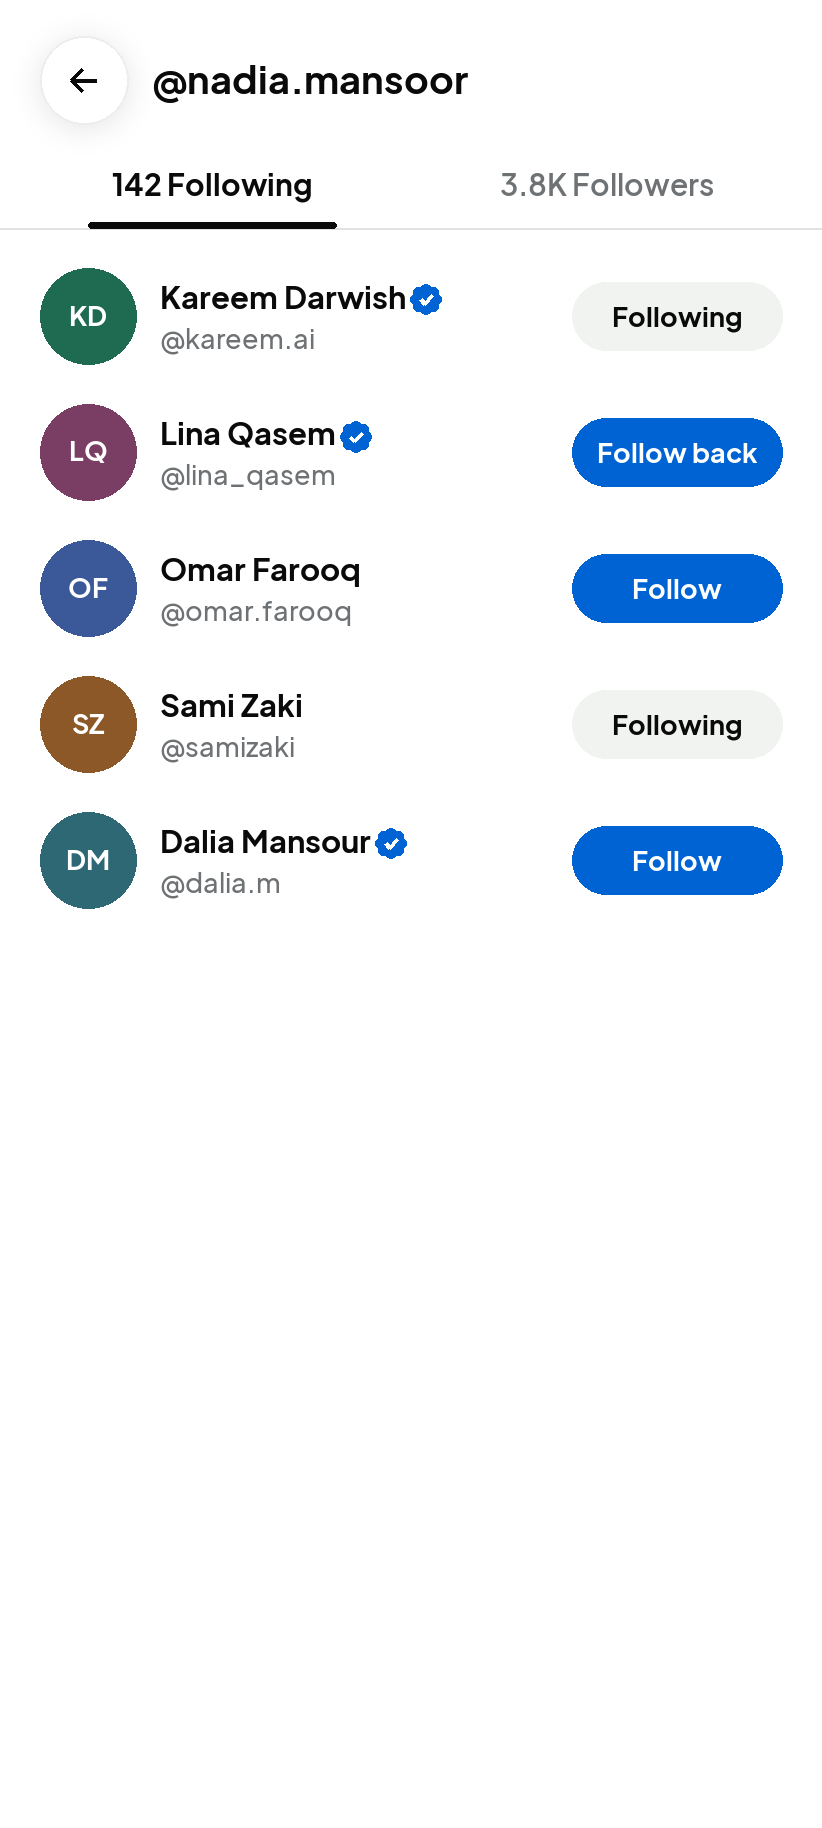 @nadia.mansoor
142 Following
3.8K Followers
KD
Kareem Darwish
@kareem.ai
Following
LQ
Lina Qasem
@lina_qasem
Follow back
OF
Omar Farooq
@omar.farooq
Follow
SZ
Sami Zaki
@samizaki
Following
DM
Dalia Mansour
@dalia.m
Follow